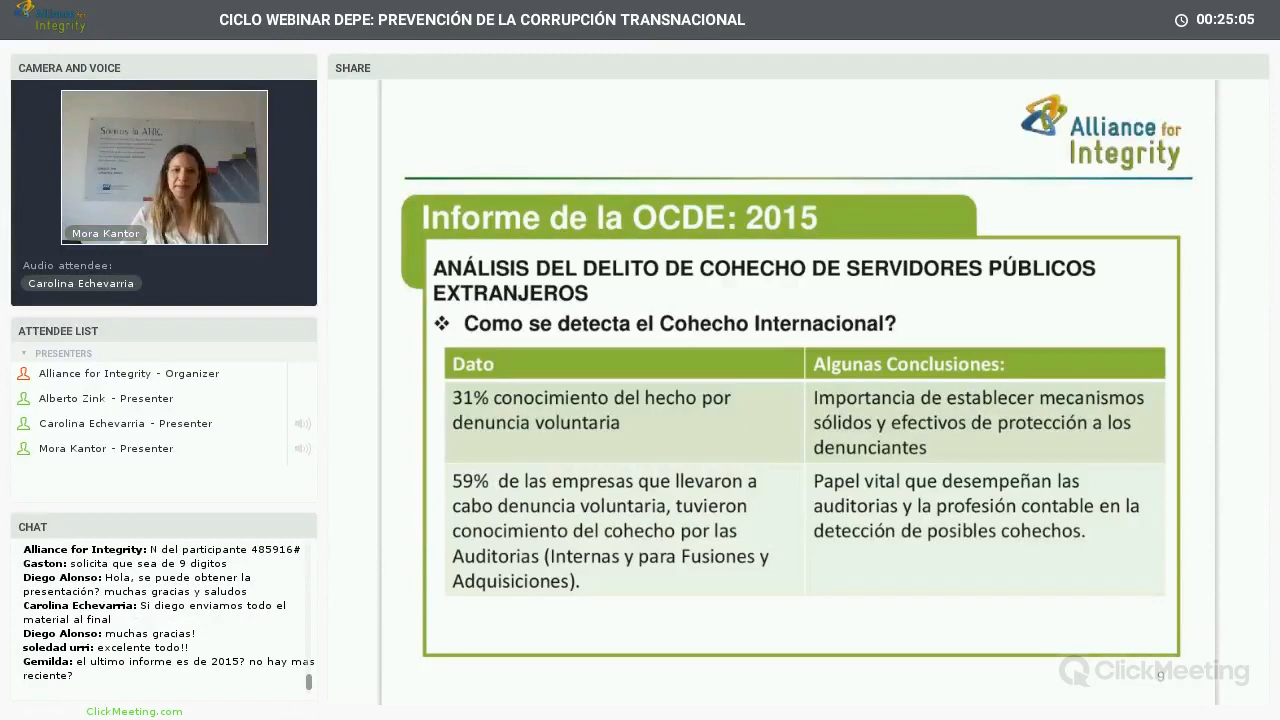 Alliance for
Integrity
CICLO WEBINAR DEPE: PREVENCIÓN DE LA CORRUPCIÓN TRANSNACIONAL
00:25:05
CAMERA AND VOICE
Somos la AHK.
Mora Kantor
Audio attendee:
Carolina Echevarria
ATTENDEE LIST
PRESENTERS
Alliance for Integrity - Organizer
Alberto Zink - Presenter
Carolina Echevarria - Presenter
Mora Kantor - Presenter
CHAT
Alliance for Integrity: N del participante 485916#
Gaston: solicita que sea de 9 digitos
Diego Alonso: Hola, se puede obtener la
presentación? muchas gracias y saludos
Carolina Echevarria: Si diego enviamos todo el
material al final
Diego Alonso: muchas gracias!
soledad urri: excelente todo!!
Gemilda: el ultimo informe es de 2015? no hay mas
reciente?
ClickMeeting.com
SHARE
Alliance for
Integrity
Informe de la OCDE: 2015
ANÁLISIS DEL DELITO DE COHECHO DE SERVIDORES PÚBLICOS
EXTRANJEROS
❖ Como se detecta el Cohecho Internacional?
Dato
Algunas Conclusiones:
31% conocimiento del hecho por
denuncia voluntaria
Importancia de establecer mecanismos
sólidos y efectivos de protección a los
denunciantes
59% de las empresas que llevaron a
cabo denuncia voluntaria, tuvieron
conocimiento del cohecho por las
Auditorias (Internas y para Fusiones y
Adquisiciones).
Papel vital que desempeñan las
auditorias y la profesión contable en la
detección de posibles cohechos.
9
ClickMeeting